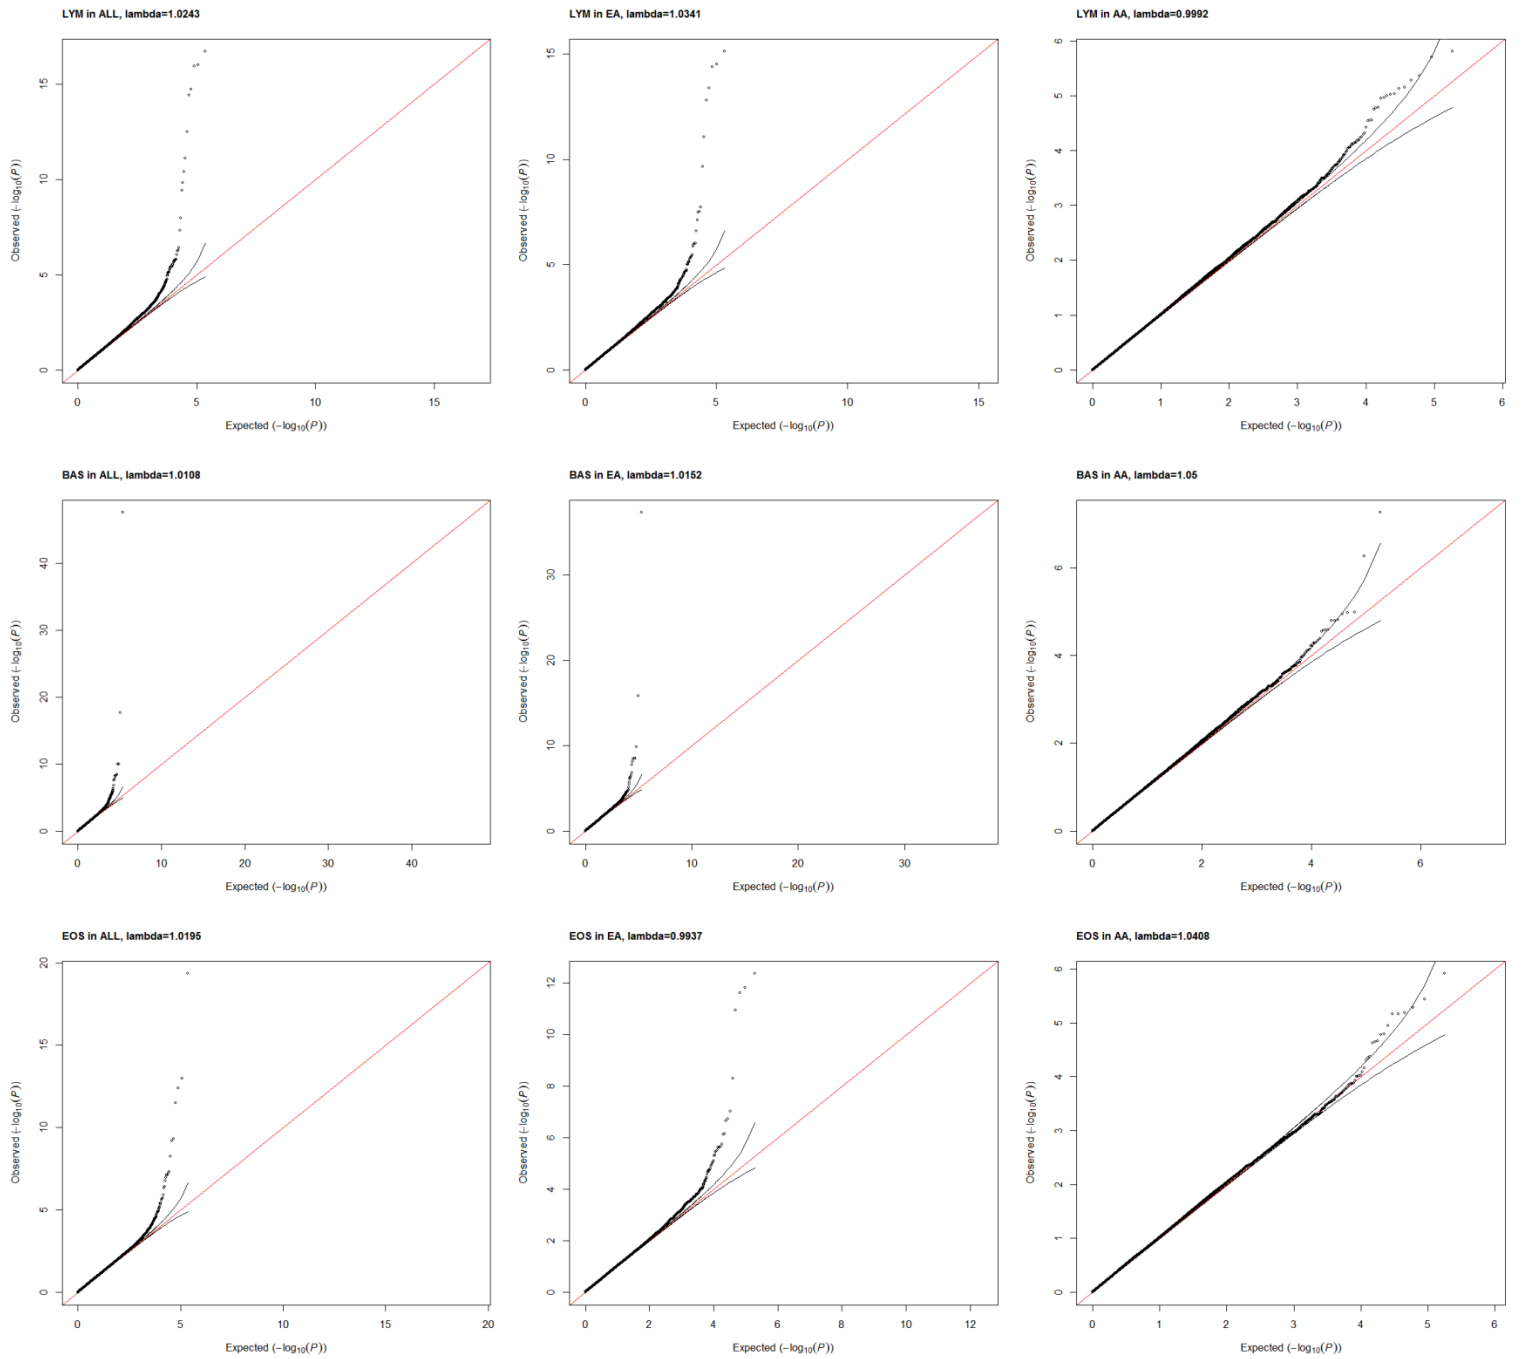 LYM in ALL, lambda=1.0243
Observed (−log10(P))
0 5 10 15
0 5 10 15
Expected (−log10(P))
LYM in EA, lambda=1.0341
Observed (−log10(P))
0 5 10 15
0 5 10 15
Expected (−log10(P))
LYM in AA, lambda=0.9992
Observed (−log10(P))
0 1 2 3 4 5 6
0 1 2 3 4 5 6
Expected (−log10(P))
BAS in ALL, lambda=1.0108
Observed (−log10(P))
0 10 20 30 40
0 10 20 30 40
Expected (−log10(P))
BAS in EA, lambda=1.0152
Observed (−log10(P))
0 10 20 30
0 10 20 30
Expected (−log10(P))
BAS in AA, lambda=1.05
Observed (−log10(P))
0 2 4 6
0 2 4 6
Expected (−log10(P))
EOS in ALL, lambda=1.0195
Observed (−log10(P))
0 5 10 15 20
0 5 10 15 20
Expected (−log10(P))
EOS in EA, lambda=0.9937
Observed (−log10(P))
0 2 4 6 8 10 12
0 2 4 6 8 10 12
Expected (−log10(P))
EOS in AA, lambda=1.0408
Observed (−log10(P))
0 1 2 3 4 5 6
0 1 2 3 4 5 6
Expected (−log10(P))